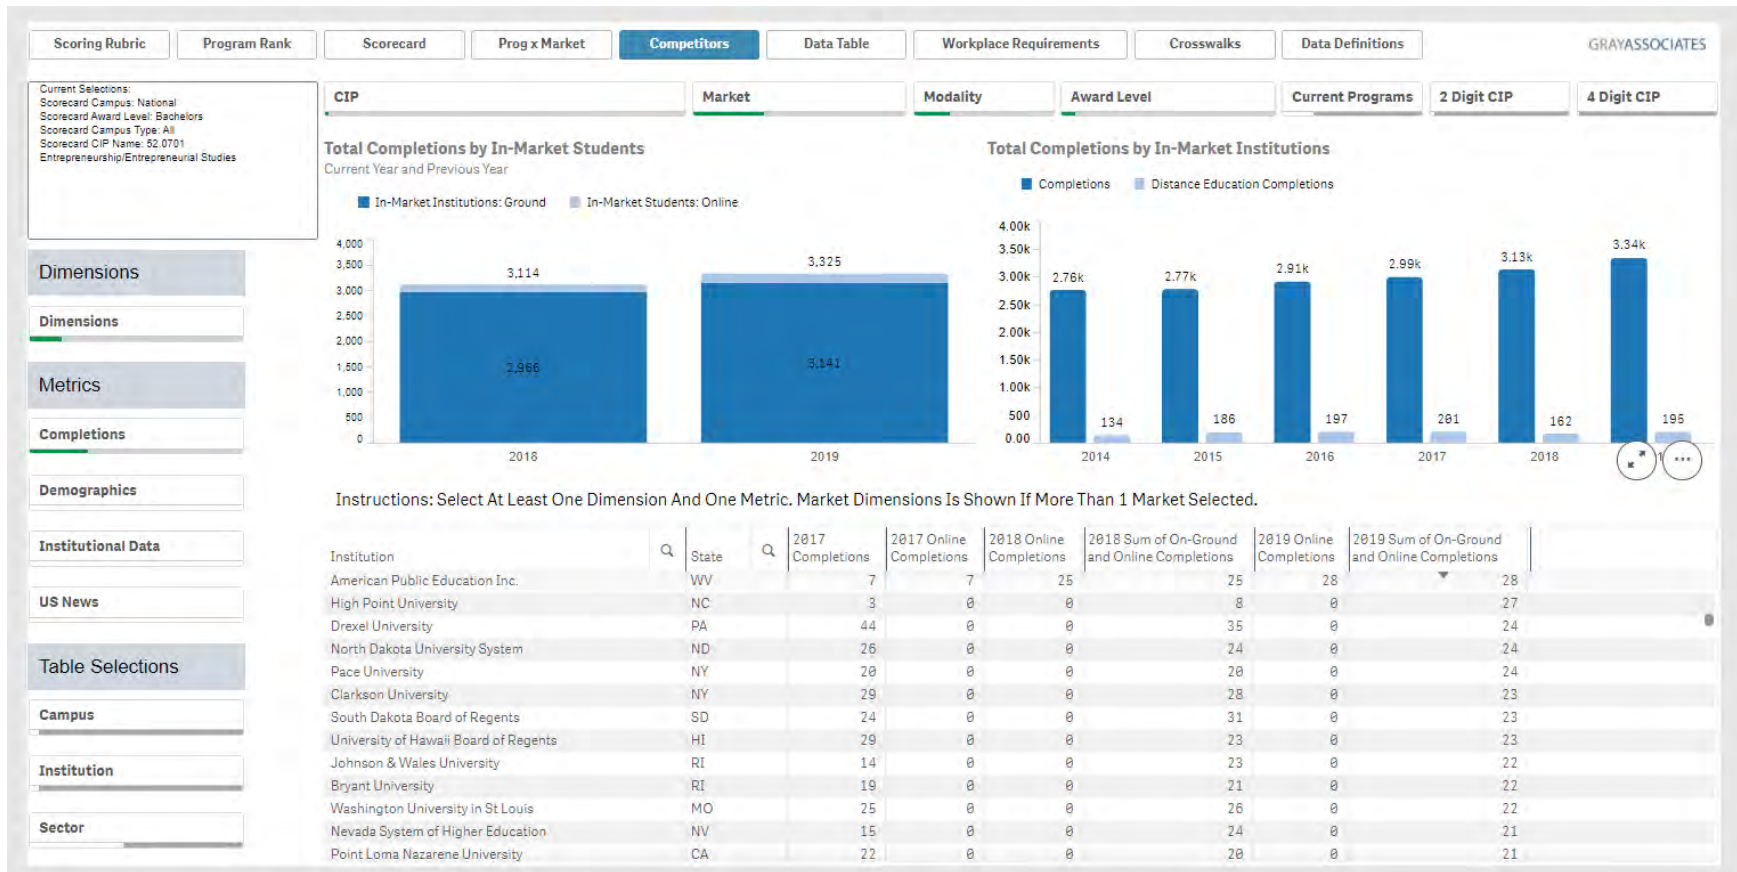 Scoring Rubric
Program Rank
Scorecard
Prog x Market
Competitors
Data Table
Workplace Requirements
Crosswalks
Data Definitions
GRAYASSOCIATES
Current Selections:
Scorecard Campus: National
Scorecard Award Level: Bachelors
Scorecard Campus Type: All
Scorecard CIP Name: 52.0701
Entrepreneurship/Entrepreneurial Studies
CIP
Market
Modality
Award Level
Current Programs
2 Digit CIP
4 Digit CIP
Dimensions
Dimensions
Metrics
Completions
Demographics
Institutional Data
US News
Table Selections
Campus
Institution
Sector
Total Completions by In-Market Students
Current Year and Previous Year
In-Market Institutions: Ground
In-Market Students: Online
4,000
3,500
3,000
2,500
2,000
1,500
1,000
500
0
3,114
2,966
3,325
3,141
2018
2019
Total Completions by In-Market Institutions
Completions
Distance Education Completions
4.00k
3.50k
3.00k
2.50k
2.00k
1.50k
1.00k
500
0.00
2.76k
134
2.77k
186
2.91k
197
2.99k
201
3.13k
162
3.34k
195
2014
2015
2016
2017
2018
Instructions: Select At Least One Dimension And One Metric. Market Dimensions Is Shown If More Than 1 Market Selected.
Institution State 2017 Completions 2017 Online Completions 2018 Online Completions 2018 Sum of On-Ground and Online Completions 2019 Online Completions 2019 Sum of On-Ground and Online Completions
American Public Education Inc. WV 7 7 25 25 28 28
High Point University NC 3 0 0 8 0 27
Drexel University PA 44 0 0 35 0 24
North Dakota University System ND 26 0 0 24 0 24
Pace University NY 20 0 0 20 0 24
Clarkson University NY 29 0 0 28 0 23
South Dakota Board of Regents SD 24 0 0 31 0 23
University of Hawaii Board of Regents HI 29 0 0 23 0 23
Johnson & Wales University RI 14 0 0 23 0 22
Bryant University RI 19 0 0 21 0 22
Washington University in St Louis MO 25 0 0 26 0 22
Nevada System of Higher Education NV 15 0 0 24 0 21
Point Loma Nazarene University CA 22 0 0 20 0 21